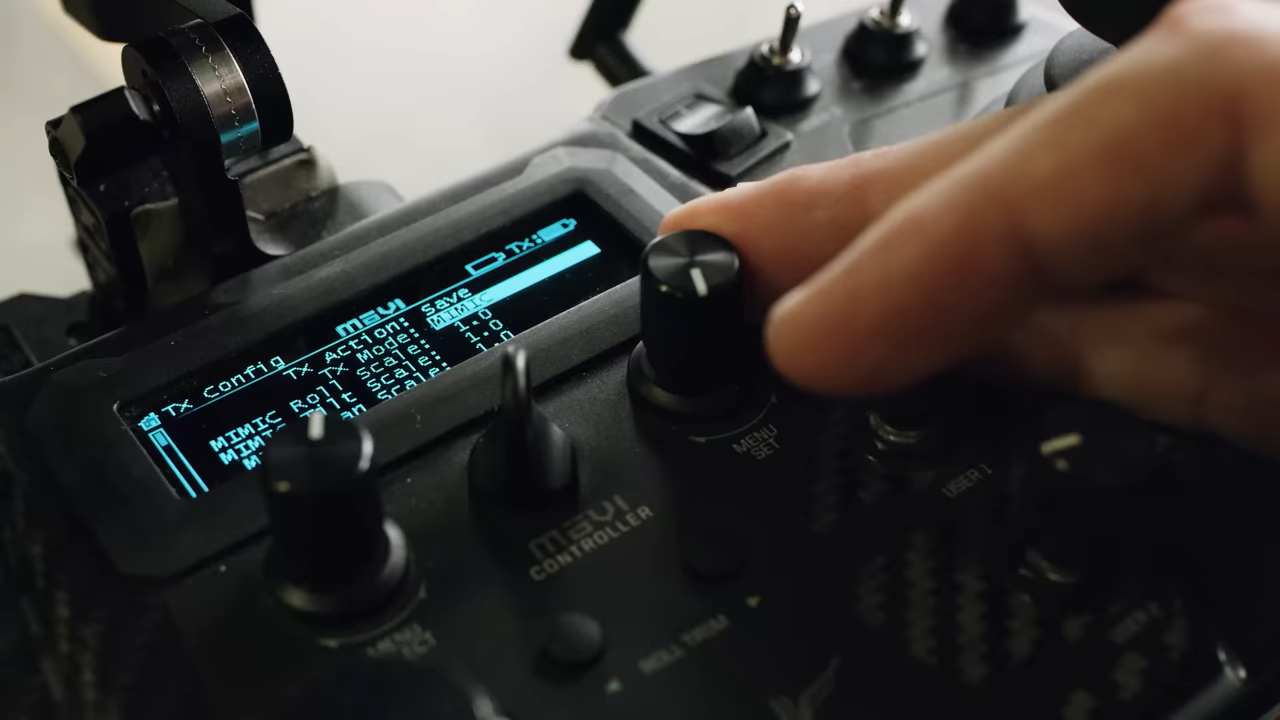 TX Config MōVI Tx:
TX Action: Save
TX Mode: MIMIC
MIMIC Roll Scale: 1.0
MIMIC Tilt Scale: 1.0
MENU
SET
MōVI
CONTROLLER
USER 1
MENU
ROLL TRIM